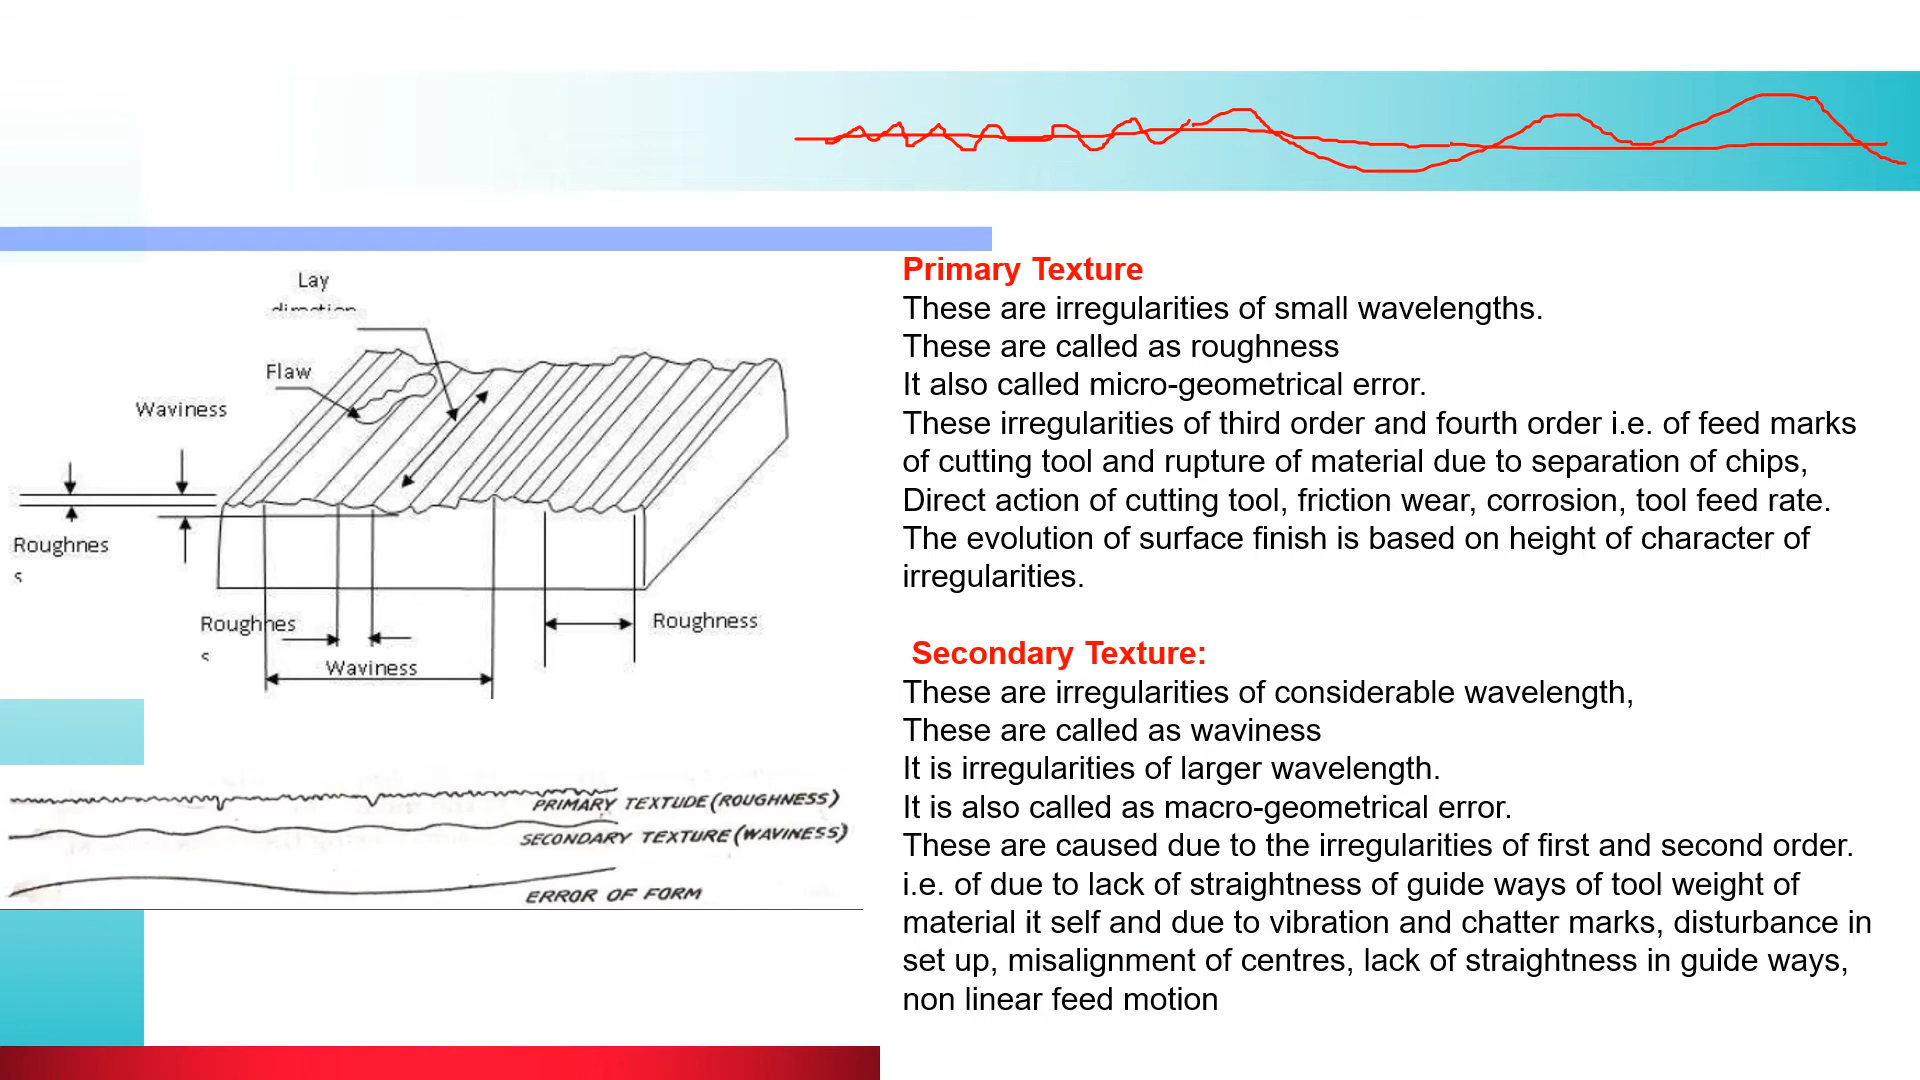 Lay
direction
Flaw
Waviness
Roughnes
s
Roughnes
s
Waviness
Roughness
PRIMARY TEXTUDE (ROUGHNESS)
SECONDARY TEXTURE (WAVINESS)
ERROR OF FORM
Primary Texture
These are irregularities of small wavelengths.
These are called as roughness
It also called micro-geometrical error.
These irregularities of third order and fourth order i.e. of feed marks
of cutting tool and rupture of material due to separation of chips,
Direct action of cutting tool, friction wear, corrosion, tool feed rate.
The evolution of surface finish is based on height of character of
irregularities.
Secondary Texture:
These are irregularities of considerable wavelength,
These are called as waviness
It is irregularities of larger wavelength.
It is also called as macro-geometrical error.
These are caused due to the irregularities of first and second order.
i.e. of due to lack of straightness of guide ways of tool weight of
material it self and due to vibration and chatter marks, disturbance in
set up, misalignment of centres, lack of straightness in guide ways,
non linear feed motion